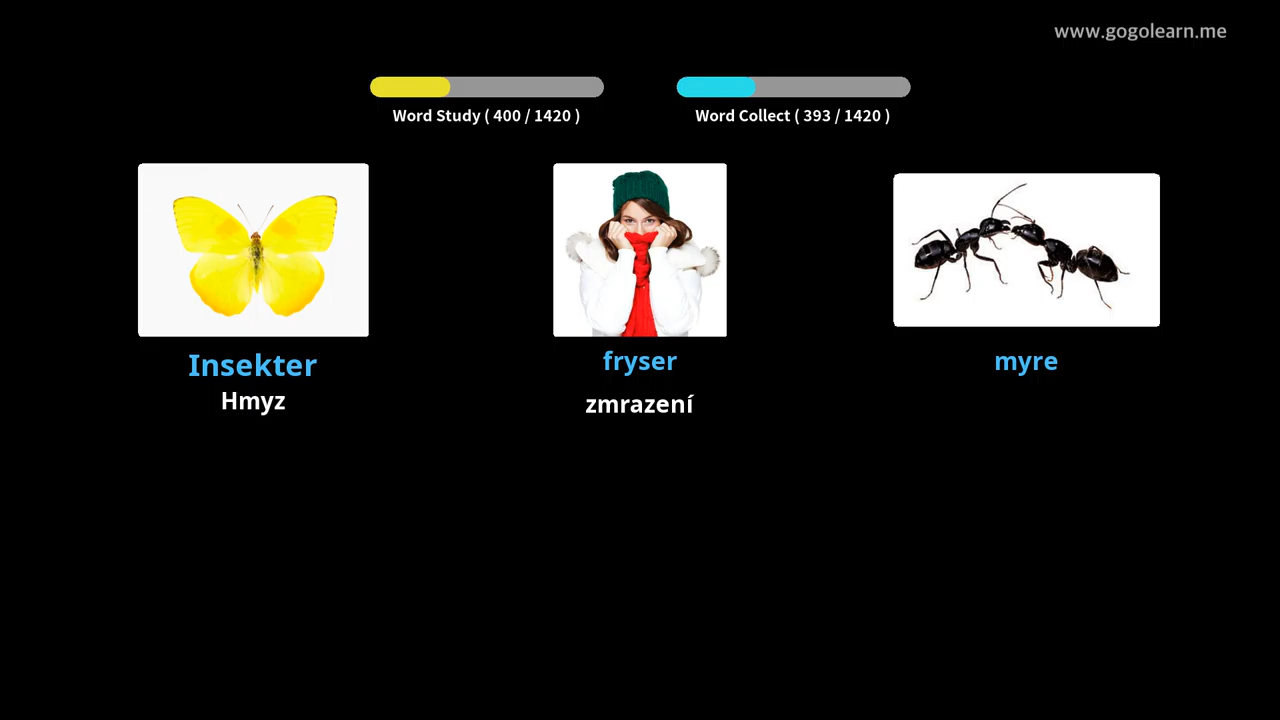 www.gogolearn.me
Word Study ( 400 / 1420 )
Word Collect ( 393 / 1420 )
Insekter
Hmyz
fryser
zmrazení
myre